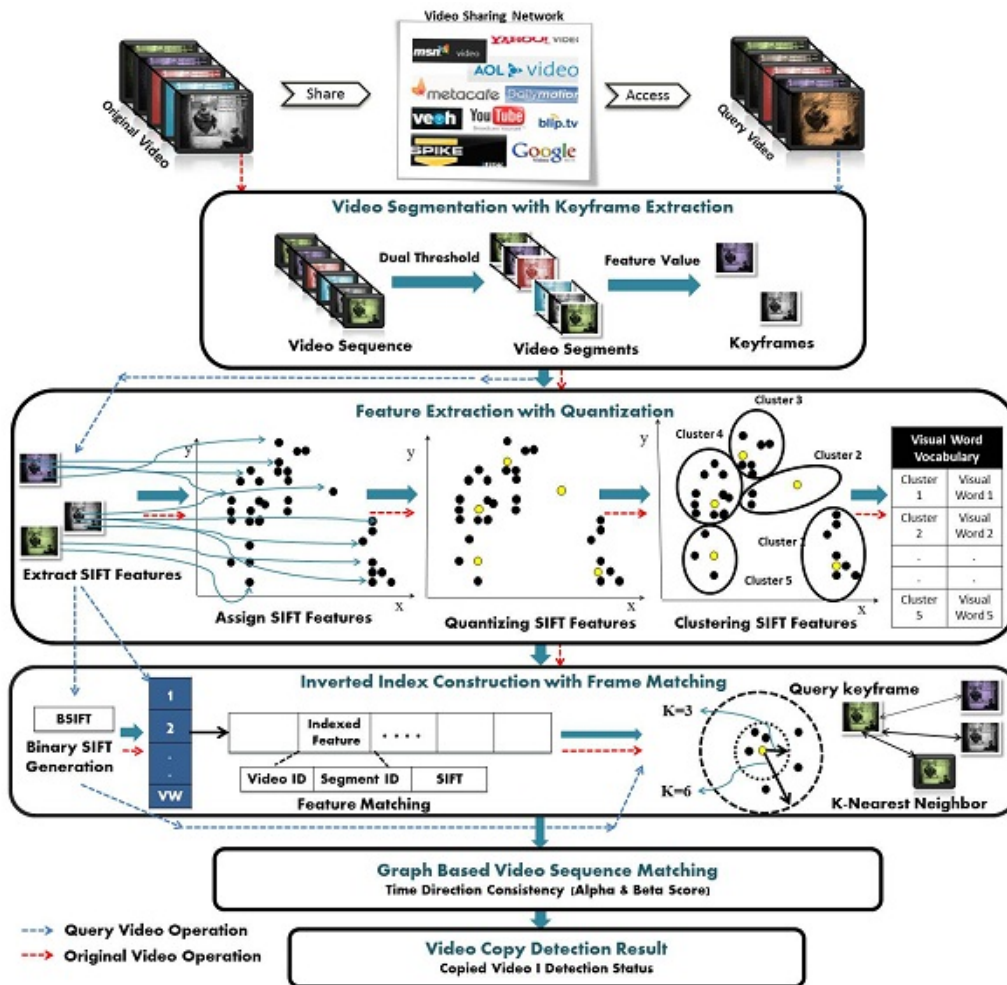 Video Sharing Network
Original Video
Share
msn video
YAHOO! VIDEO
AOL video
metacafe
Dailymotion
veoh
YouTube
Broadcast Yourself
blip.tv
SPIKE
Google
Access
Query Video
Video Segmentation with Keyframe Extraction
Dual Threshold
Feature Value
Video Sequence
Video Segments
Keyframes
Feature Extraction with Quantization
Extract SIFT Features
y
x
Assign SIFT Features
y
x
Quantizing SIFT Features
y
Cluster 3
Cluster 4
Cluster 2
Cluster 1
Cluster 5
x
Clustering SIFT Features
Visual Word
Vocabulary
Cluster 1 Visual Word 1
Cluster 2 Visual Word 2
. .
. .
Cluster 5 Visual Word 5
Inverted Index Construction with Frame Matching
BSIFT
Binary SIFT
Generation
1
2
.
.
VW
Indexed
Feature
. . . .
Video ID Segment ID SIFT
Feature Matching
K=3
K=6
Query keyframe
K-Nearest Neighbor
Graph Based Video Sequence Matching
Time Direction Consistency (Alpha & Beta Score)
Query Video Operation
Original Video Operation
Video Copy Detection Result
Copied Video I Detection Status